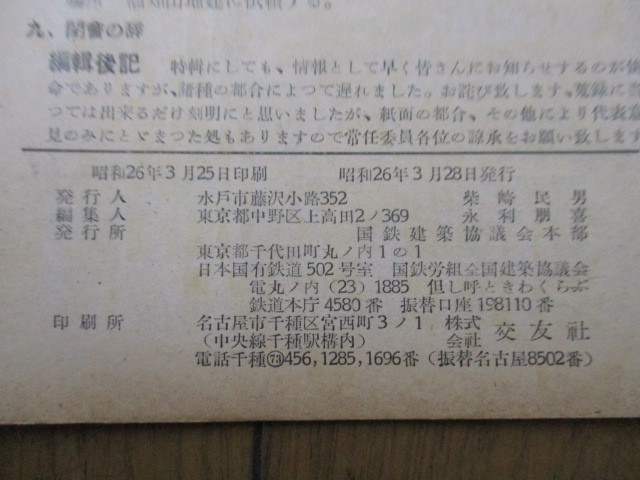 九、閉會の辞
編輯後記 特輯にしても、情報として早く皆さんにお知らせするのが
命でありますが、諸種の都合によつて遅れました。お詫び致します、蒐録に
つては出来るだけ刻明にと思いましたが、紙面の都合、その他により代表意
見のみにとどまつた処もありますので常任委員各位の諒承をお願い致します
昭和26年3月25日印刷 昭和26年3月28日発行
発行人 水戸市藤沢小路352 柴崎民男
編集人 東京都中野区上高田2ノ369 永利朋喜
発行所 国鉄建築協議会本部
東京都千代田町丸ノ内1の1
日本国有鉄道502号室 国鉄労組全国建築協議会
電丸ノ内(23)1885 但し呼ときわくらぶ
鉄道本庁4580番 振替口座198110番
印刷所 名古屋市千種区宮西町3ノ1 株式会社 交友社
(中央線千種駅構内)
電話千種㉆456,1285,1696番(振替名古屋8502番)